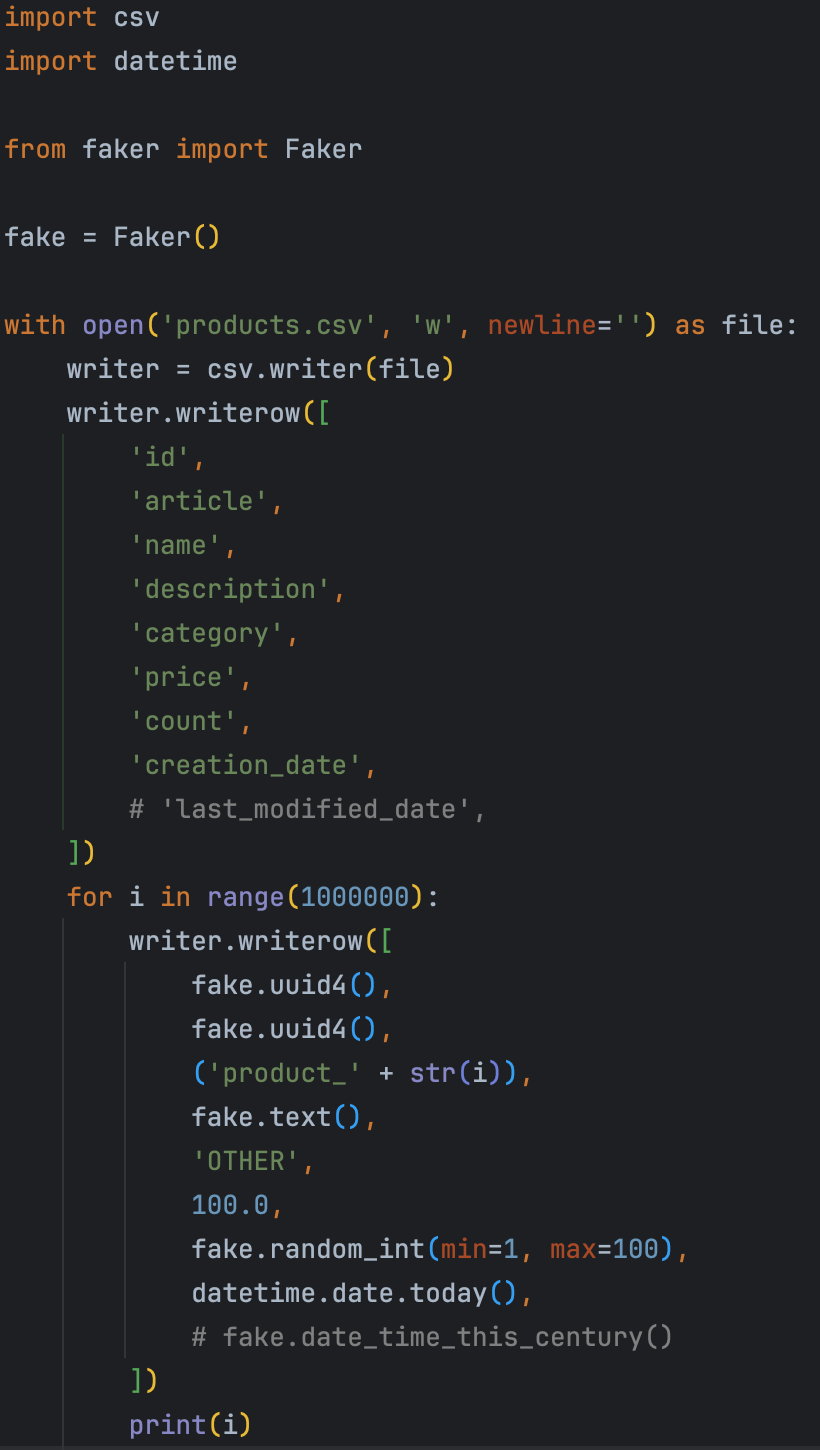 import csv
import datetime

from faker import Faker

fake = Faker()

with open('products.csv', 'w', newline='') as file:
    writer = csv.writer(file)
    writer.writerow([
        'id',
        'article',
        'name',
        'description',
        'category',
        'price',
        'count',
        'creation_date',
        # 'last_modified_date',
    ])
    for i in range(1000000):
        writer.writerow([
            fake.uuid4(),
            fake.uuid4(),
            ('product_' + str(i)),
            fake.text(),
            'OTHER',
            100.0,
            fake.random_int(min=1, max=100),
            datetime.date.today(),
            # fake.date_time_this_century()
        ])
        print(i)